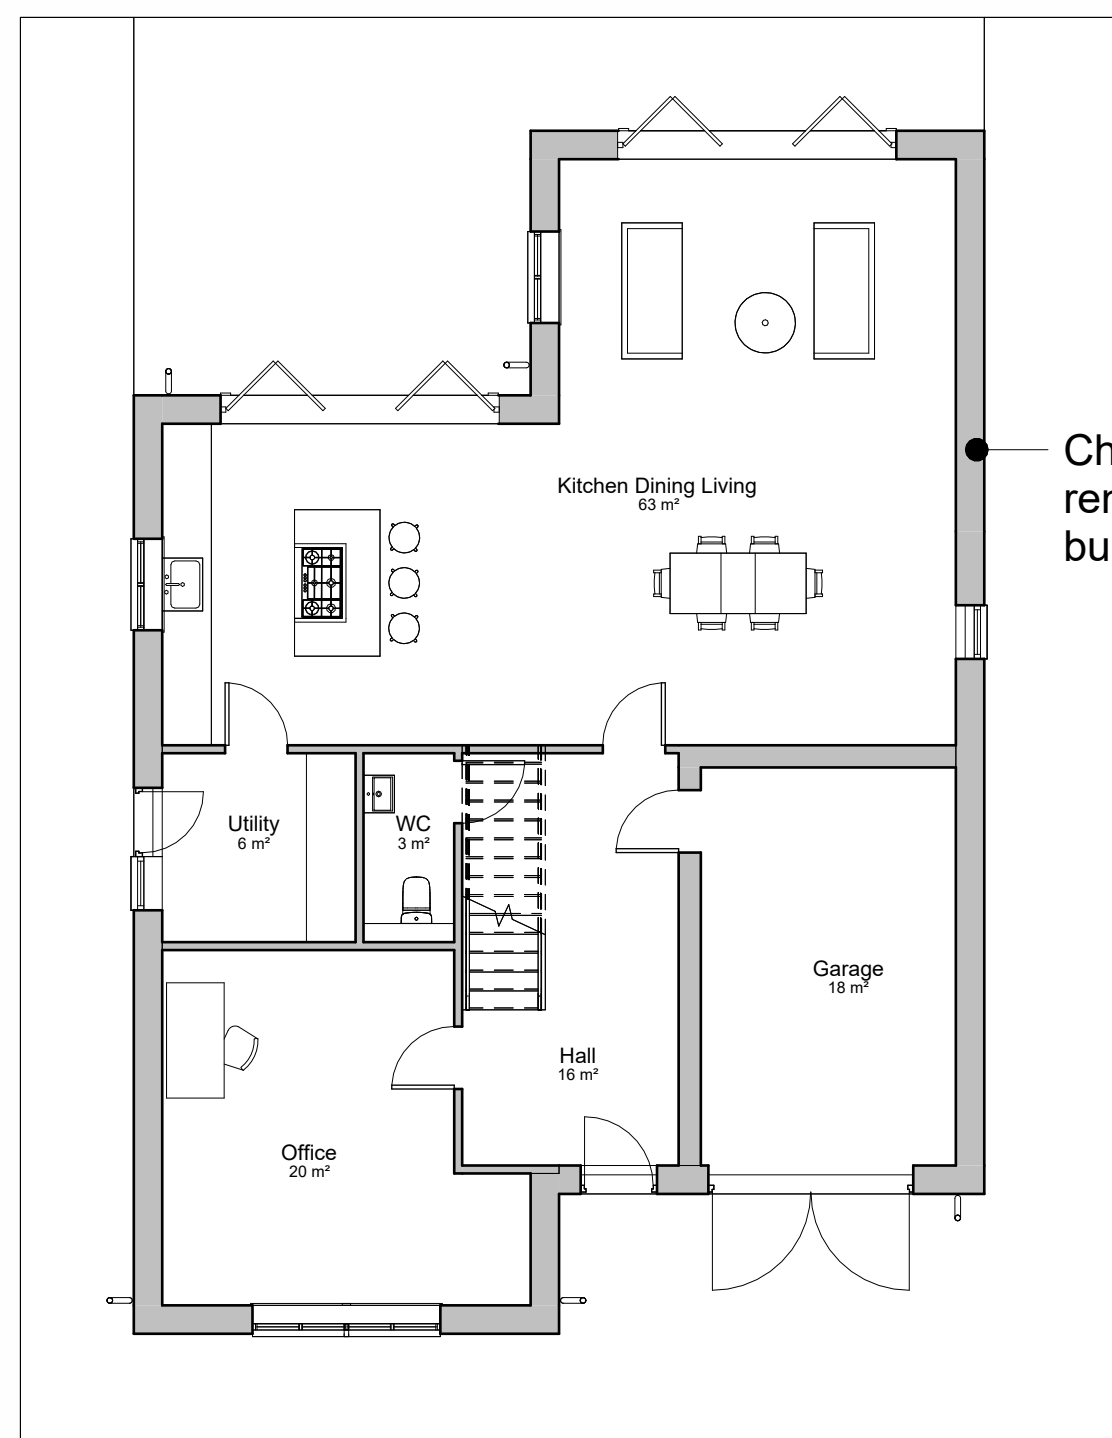 Kitchen Dining Living
63 m²
Utility
6 m²
WC
3 m²
Garage
18 m²
Hall
16 m²
Office
20 m²